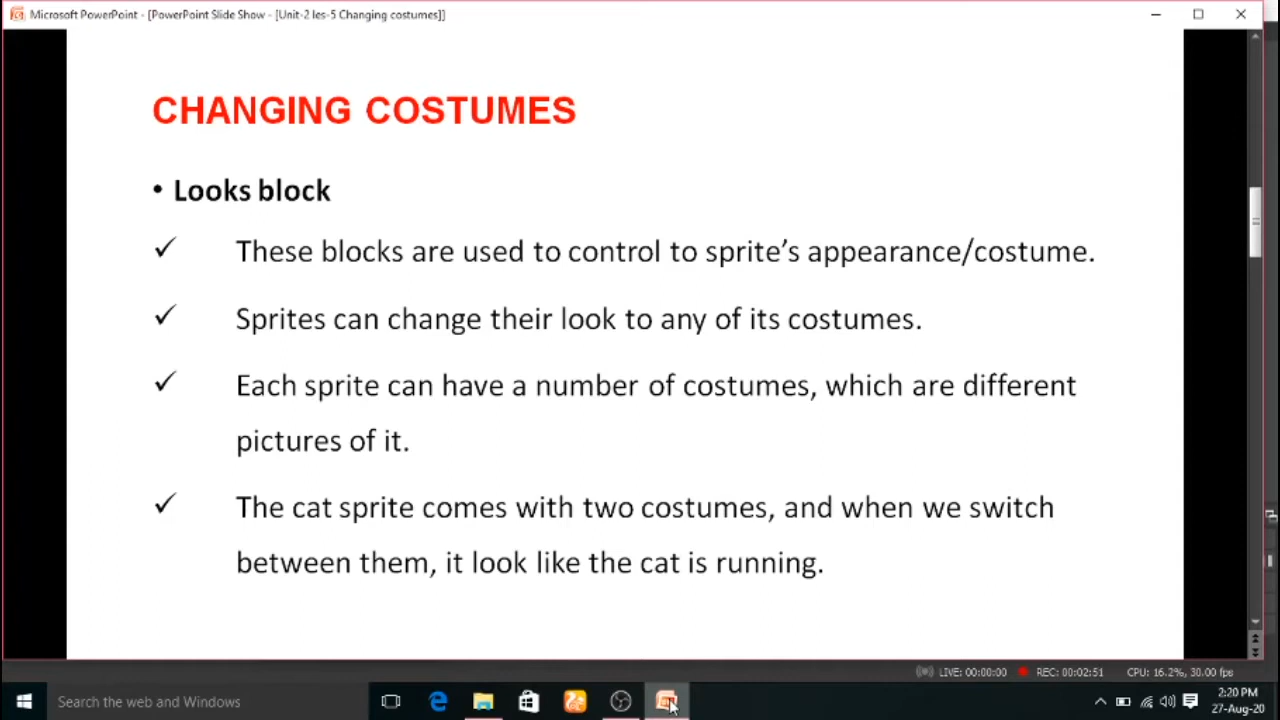 Microsoft PowerPoint - [PowerPoint Slide Show - [Unit-2 les-5 Changing costumes]]
CHANGING COSTUMES
• Looks block
✓ These blocks are used to control to sprite’s appearance/costume.
✓ Sprites can change their look to any of its costumes.
✓ Each sprite can have a number of costumes, which are different
pictures of it.
✓ The cat sprite comes with two costumes, and when we switch
between them, it look like the cat is running.
LIVE: 00:00:00 REC: 00:02:51 CPU: 16.2%, 30.00 fps
Search the web and Windows
2:20 PM
27-Aug-20